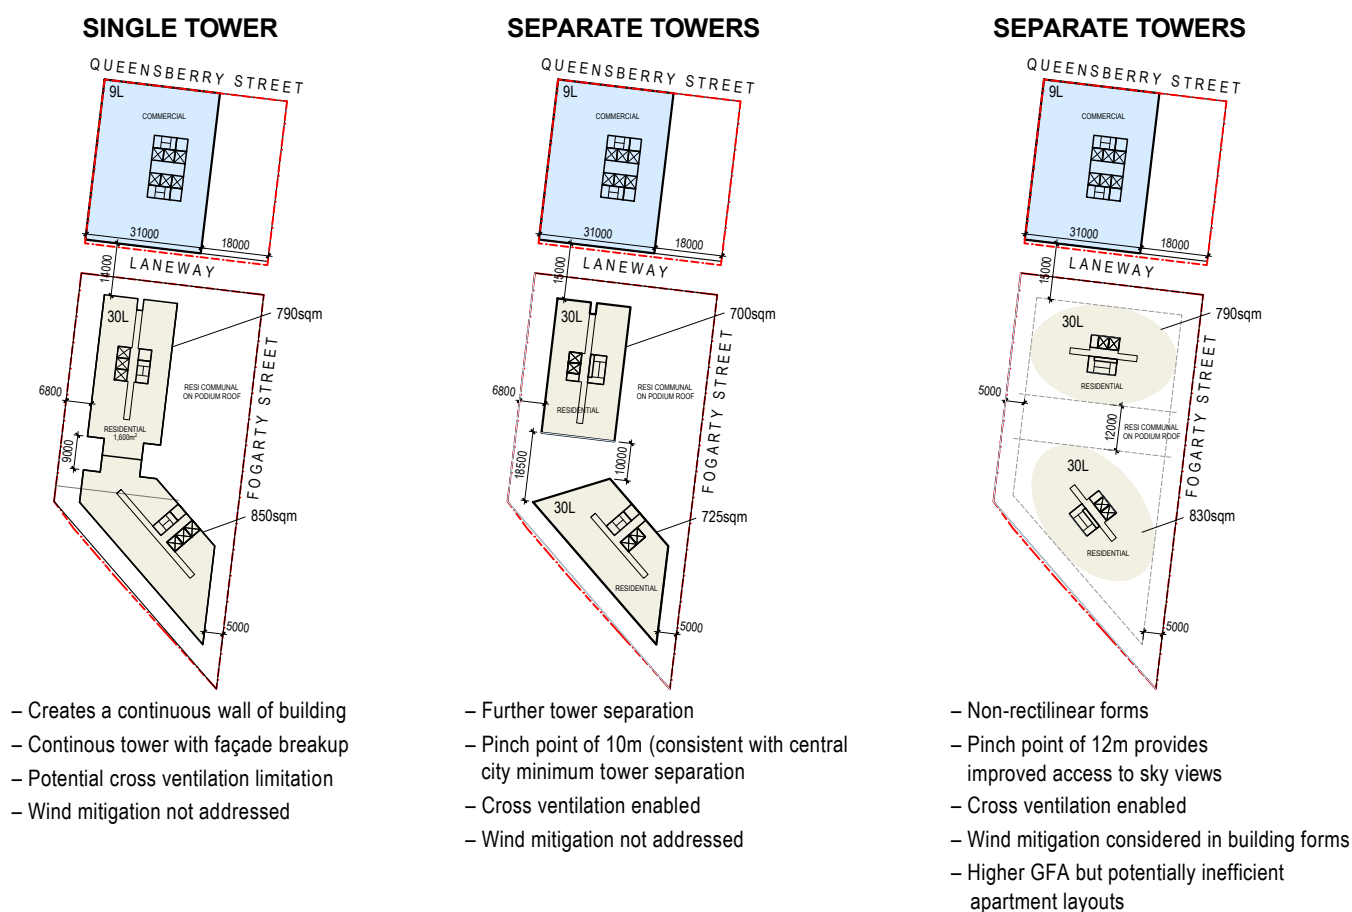 SINGLE TOWER
QUEENSBERRY STREET
9L
COMMERCIAL
31000
18000
LANEWAY
14000
30L
790sqm
FOGARTY STREET
RESI COMMUNAL
ON PODIUM ROOF
6800
RESIDENTIAL
1,600m²
9000
850sqm
5000
– Creates a continuous wall of building
– Continous tower with façade breakup
– Potential cross ventilation limitation
– Wind mitigation not addressed
SEPARATE TOWERS
QUEENSBERRY STREET
9L
COMMERCIAL
31000
18000
LANEWAY
15000
30L
700sqm
FOGARTY STREET
RESI COMMUNAL
ON PODIUM ROOF
6800
RESIDENTIAL
18500
10000
30L
725sqm
RESIDENTIAL
5000
– Further tower separation
– Pinch point of 10m (consistent with central
city minimum tower separation
– Cross ventilation enabled
– Wind mitigation not addressed
SEPARATE TOWERS
QUEENSBERRY STREET
9L
COMMERCIAL
31000
18000
LANEWAY
15000
30L
790sqm
FOGARTY STREET
RESIDENTIAL
5000
12000
RESI COMMUNAL
ON PODIUM ROOF
30L
830sqm
RESIDENTIAL
5000
– Non-rectilinear forms
– Pinch point of 12m provides
improved access to sky views
– Cross ventilation enabled
– Wind mitigation considered in building forms
– Higher GFA but potentially inefficient
apartment layouts